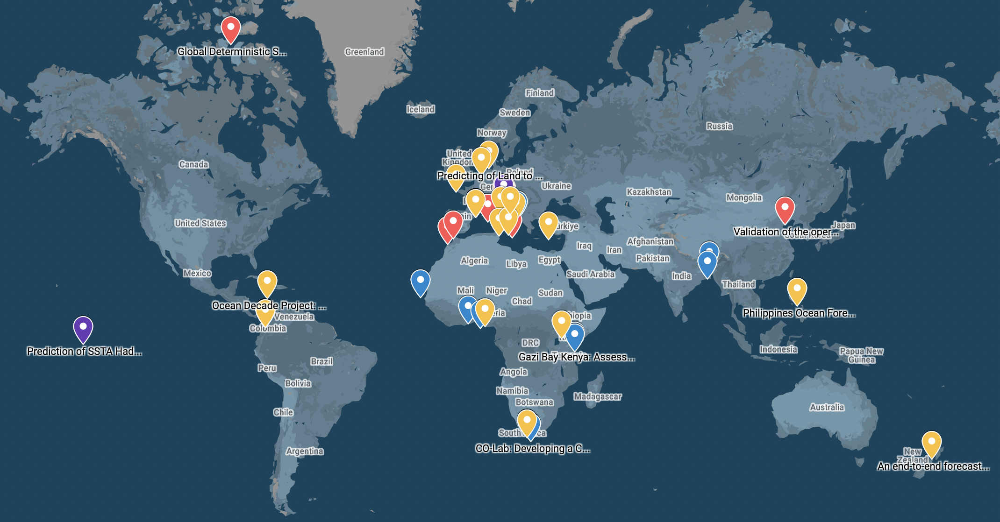 Global Deterministic S...
Greenland
Finland
Iceland
Sweden
Russia
Norway
United
Canada
Predicting of Land to ...
Ukraine
Kazakhstan
Mongolia
United States
Japan
Validation of the oper...
Afghanistan
Iraq
Iran
Pakistan
Algeria
Libya
Egypt
Mexico
Saudi Arabia
India
Thailand
Mali
Niger
Chad
Sudan
Ocean Decade Project: ...
Venezuela
Colombia
Philippines Ocean Fore...
DRC
Prediction of SSTA Had...
Gazi Bay Kenya: Assess...
Indonesia
Papua New
Guinea
Brazil
Peru
Angola
Bolivia
Namibia
Madagascar
Botswana
Australia
Chile
CO-Lab: Developing a C...
Argentina
New
Zealand
An end-to-end forecast...